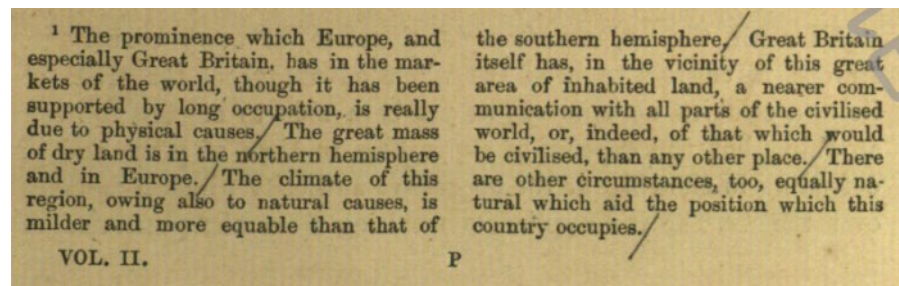 ¹ The prominence which Europe, and
especially Great Britain, has in the mar-
kets of the world, though it has been
supported by long occupation, is really
due to physical causes. The great mass
of dry land is in the northern hemisphere
and in Europe. The climate of this
region, owing also to natural causes, is
milder and more equable than that of
the southern hemisphere, Great Britain
itself has, in the vicinity of this great
area of inhabited land, a nearer com-
munication with all parts of the civilised
world, or, indeed, of that which would
be civilised, than any other place. There
are other circumstances, too, equally na-
tural which aid the position which this
country occupies.
VOL. II.
P